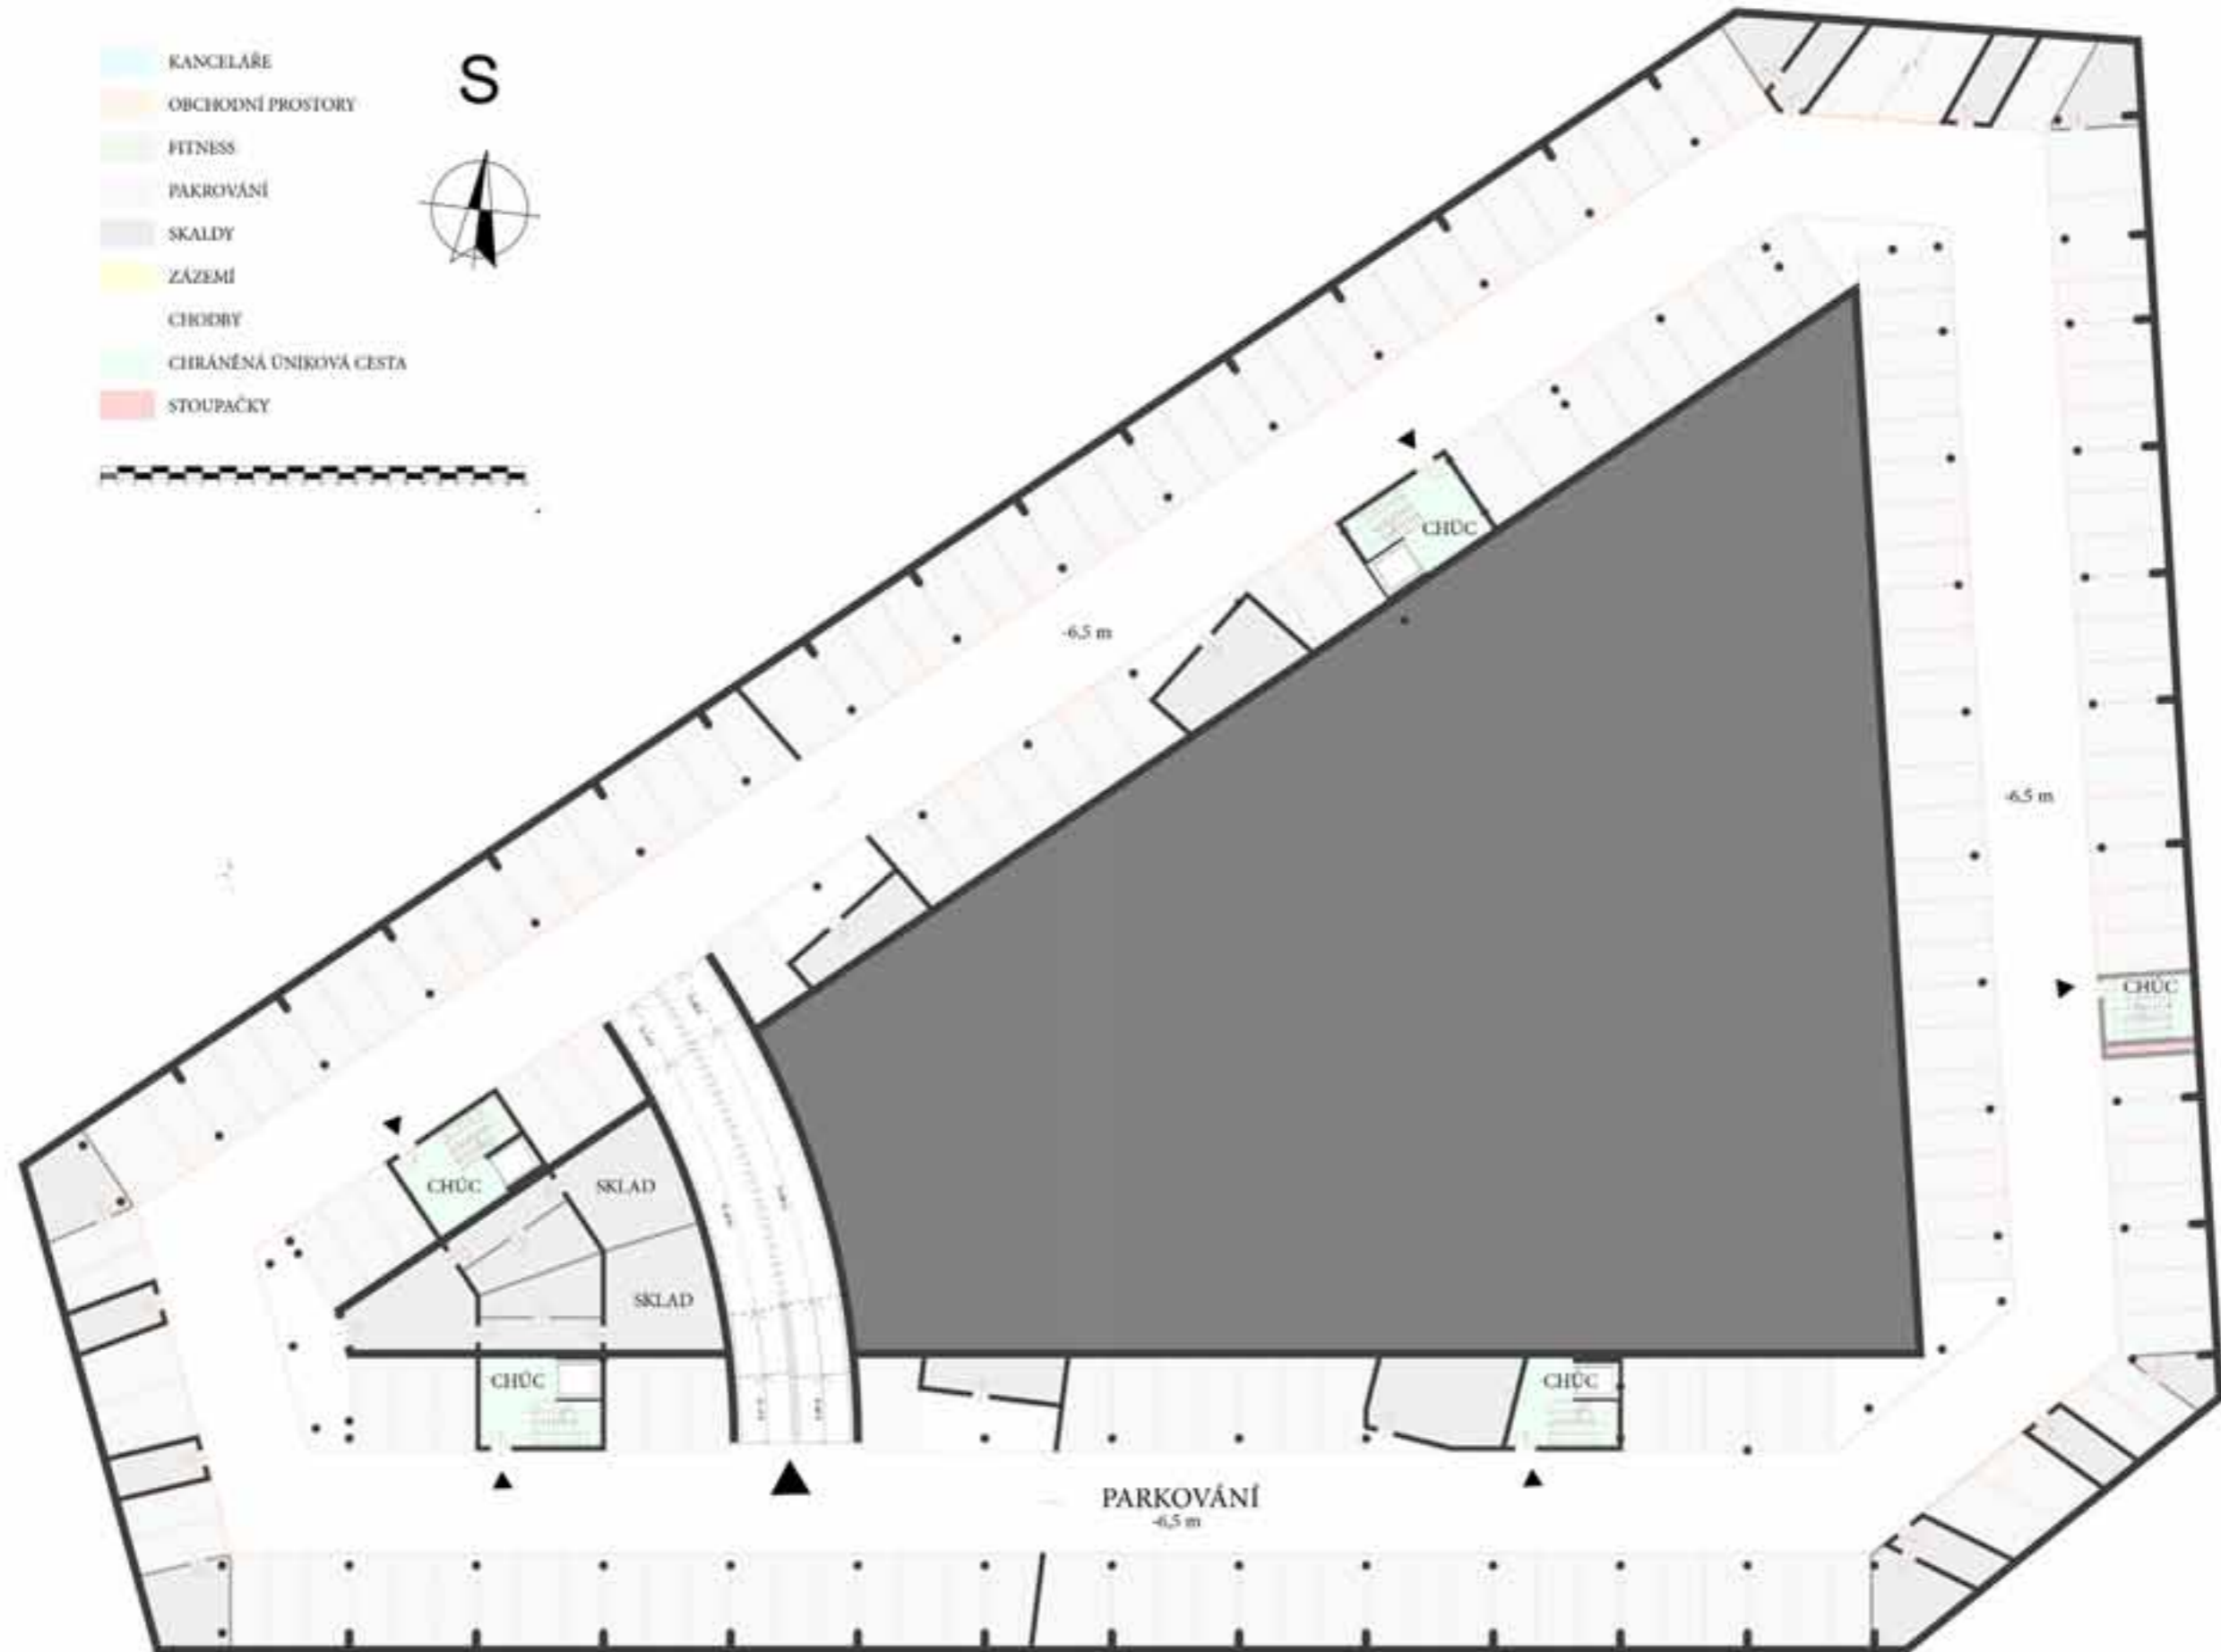 S
KANCELÁŘE
OBCHODNÍ PROSTORY
FITNESS
PAKROVÁNÍ
SKALDY
ZÁZEMÍ
CHODBY
CHRÁNĚNÁ ÚNIKOVÁ CESTA
STOUPAČKY
CHÚC
-6,5 m
-6,5 m
CHÚC
CHÚC
SKLAD
SKLAD
CHÚC
CHÚC
PARKOVÁNÍ
-6,5 m